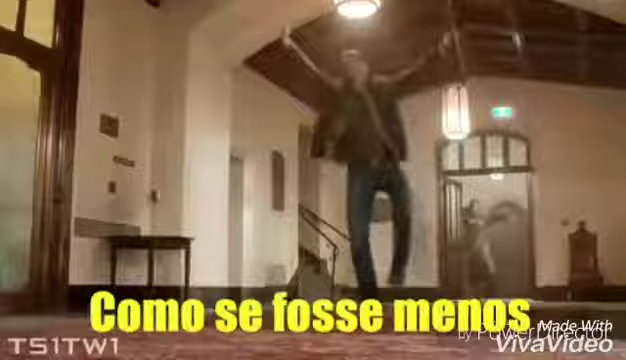 Como se fosse menos
Made With
by PowerDirector
VivaVideo
TS1TW1